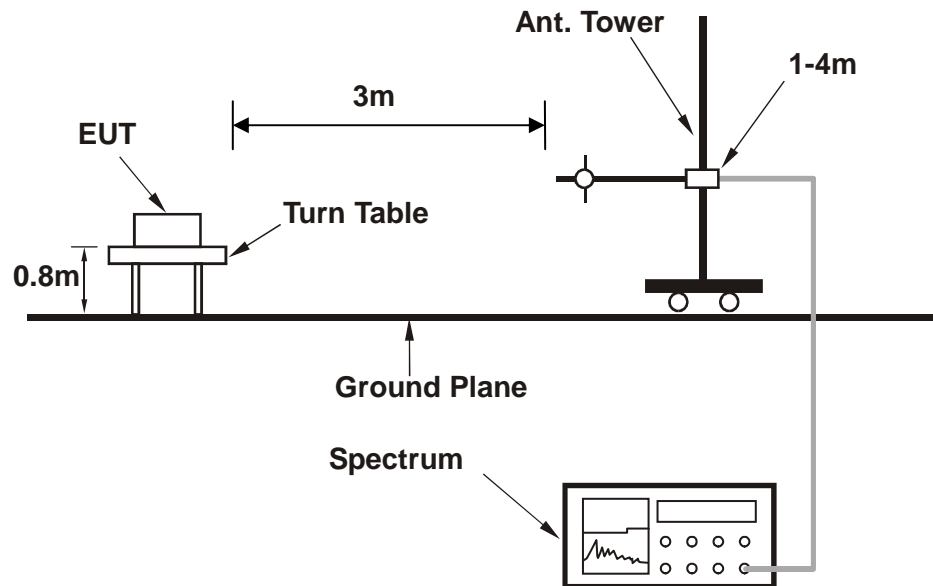 Ant. Tower
1-4m
3m
EUT
Turn Table
0.8m
Ground Plane
Spectrum